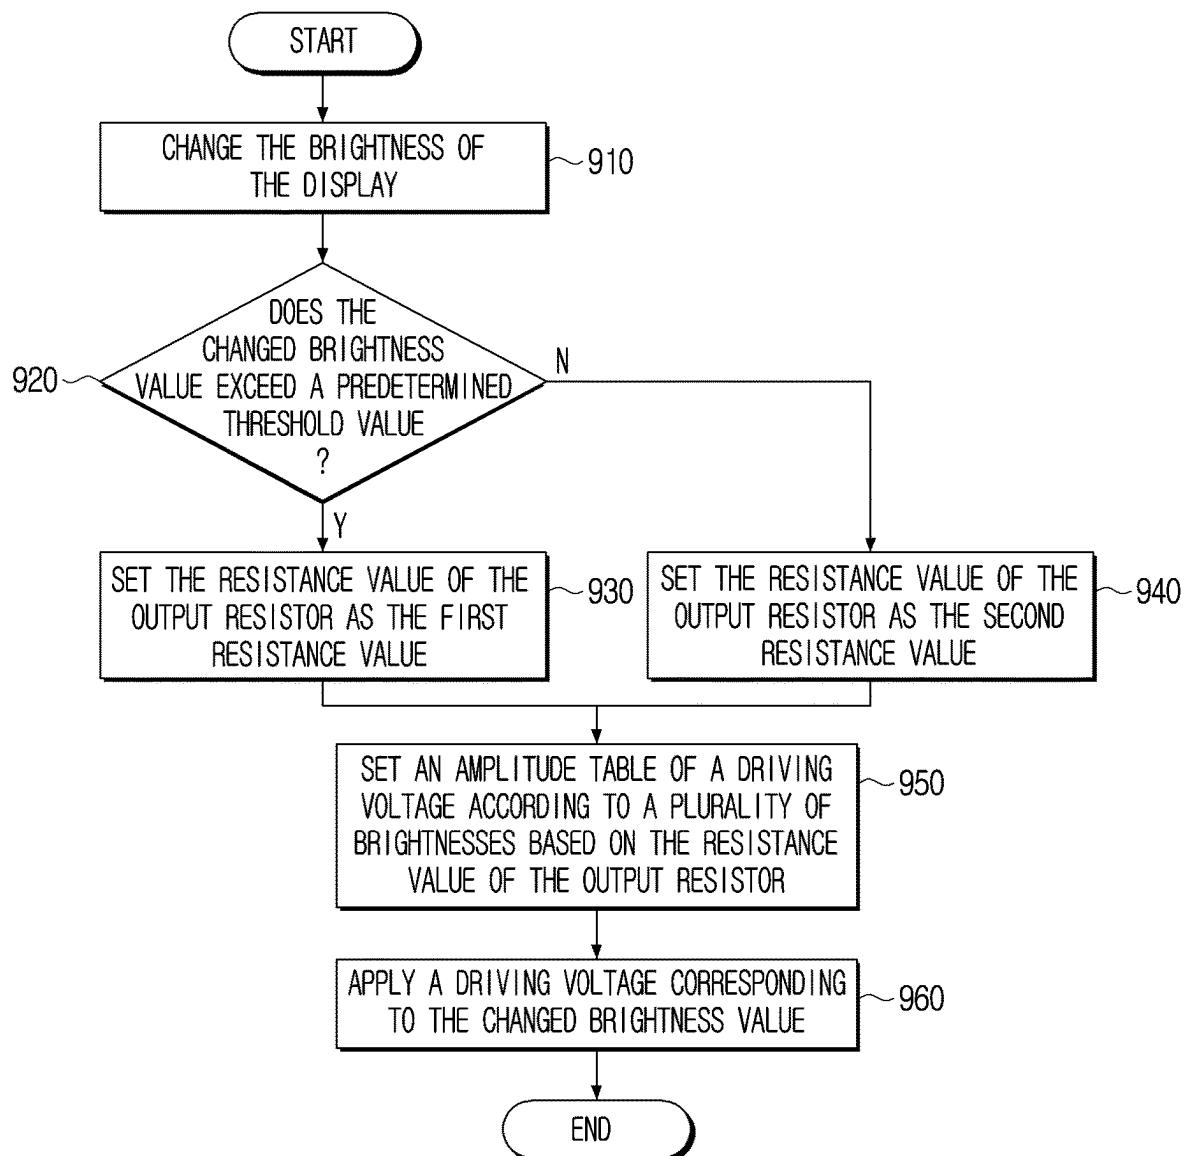 START
CHANGE THE BRIGHTNESS OF
THE DISPLAY
910
DOES THE
CHANGED BRIGHTNESS
VALUE EXCEED A PREDETERMINED
THRESHOLD VALUE
?
920
N
Y
SET THE RESISTANCE VALUE OF THE
OUTPUT RESISTOR AS THE FIRST
RESISTANCE VALUE
930
SET THE RESISTANCE VALUE OF THE
OUTPUT RESISTOR AS THE SECOND
RESISTANCE VALUE
940
SET AN AMPLITUDE TABLE OF A DRIVING
VOLTAGE ACCORDING TO A PLURALITY OF
BRIGHTNESSES BASED ON THE RESISTANCE
VALUE OF THE OUTPUT RESISTOR
950
APPLY A DRIVING VOLTAGE CORRESPONDING
TO THE CHANGED BRIGHTNESS VALUE
960
END